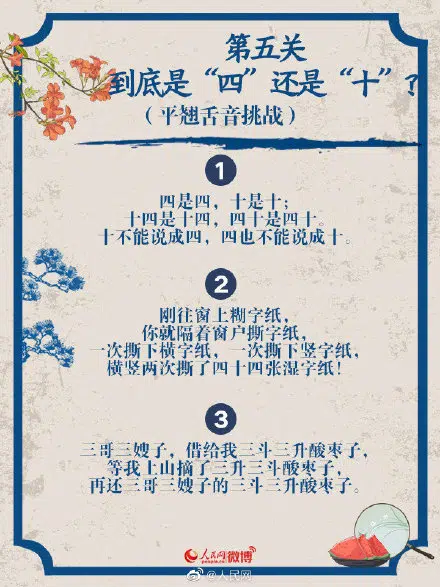 第五关
到底是“四”还是“十”？
（平翘舌音挑战）
1
四是四，十是十；
十四是十四，四十是四十。
十不能说成四，四也不能说成十。
2
刚往窗上糊字纸，
你就隔着窗户撕字纸，
一次撕下横字纸，一次撕下竖字纸，
横竖两次撕了四十四张湿字纸！
3
三哥三嫂子，借给我三斗三升酸枣子，
等我上山摘了三升三斗酸枣子，
再还三哥三嫂子的三斗三升酸枣子。
人民网微博
people.cn
@人民网